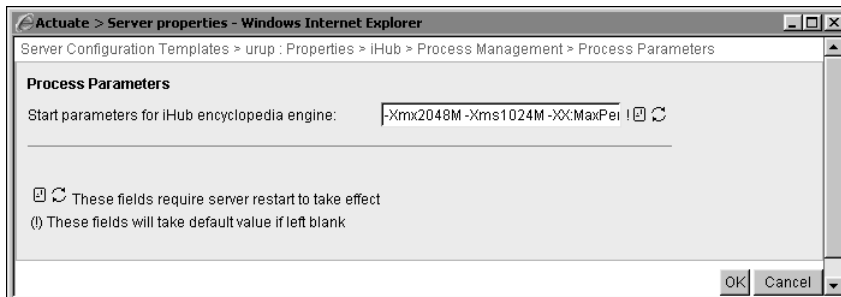 Actuate > Server properties - Windows Internet Explorer
Server Configuration Templates > urup : Properties > iHub > Process Management > Process Parameters
Process Parameters
Start parameters for iHub encyclopedia engine: -Xmx2048M -Xms1024M -XX:MaxPer !
These fields require server restart to take effect
(!) These fields will take default value if left blank
OK Cancel